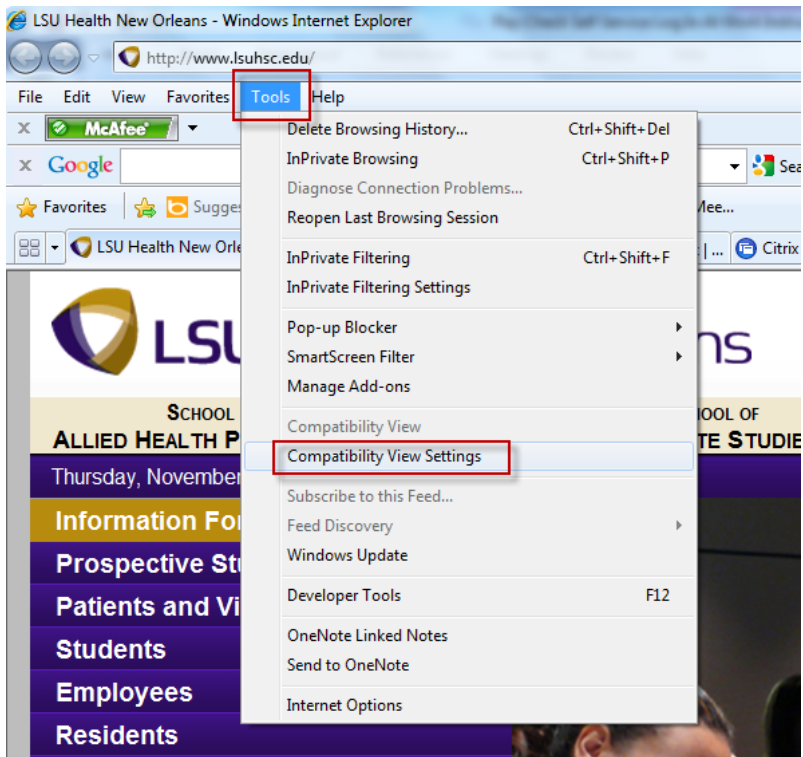 LSU Health New Orleans - Windows Internet Explorer
http://www.lsuhsc.edu/
File Edit View Favorites Tools Help
x McAfee
x Google Sea
Favorites Sugges Mee...
LSU Health New Orle | ... Citrix
Delete Browsing History... Ctrl+Shift+Del
InPrivate Browsing Ctrl+Shift+P
Diagnose Connection Problems...
Reopen Last Browsing Session
InPrivate Filtering Ctrl+Shift+F
InPrivate Filtering Settings
Pop-up Blocker
SmartScreen Filter
Manage Add-ons
Compatibility View
Compatibility View Settings
Subscribe to this Feed...
Feed Discovery
Windows Update
Developer Tools F12
OneNote Linked Notes
Send to OneNote
Internet Options
LSU ns
SCHOOL OOL OF
ALLIED HEALTH P TE STUDIE
Thursday, November
Information Fo
Prospective Stu
Patients and Vi
Students
Employees
Residents